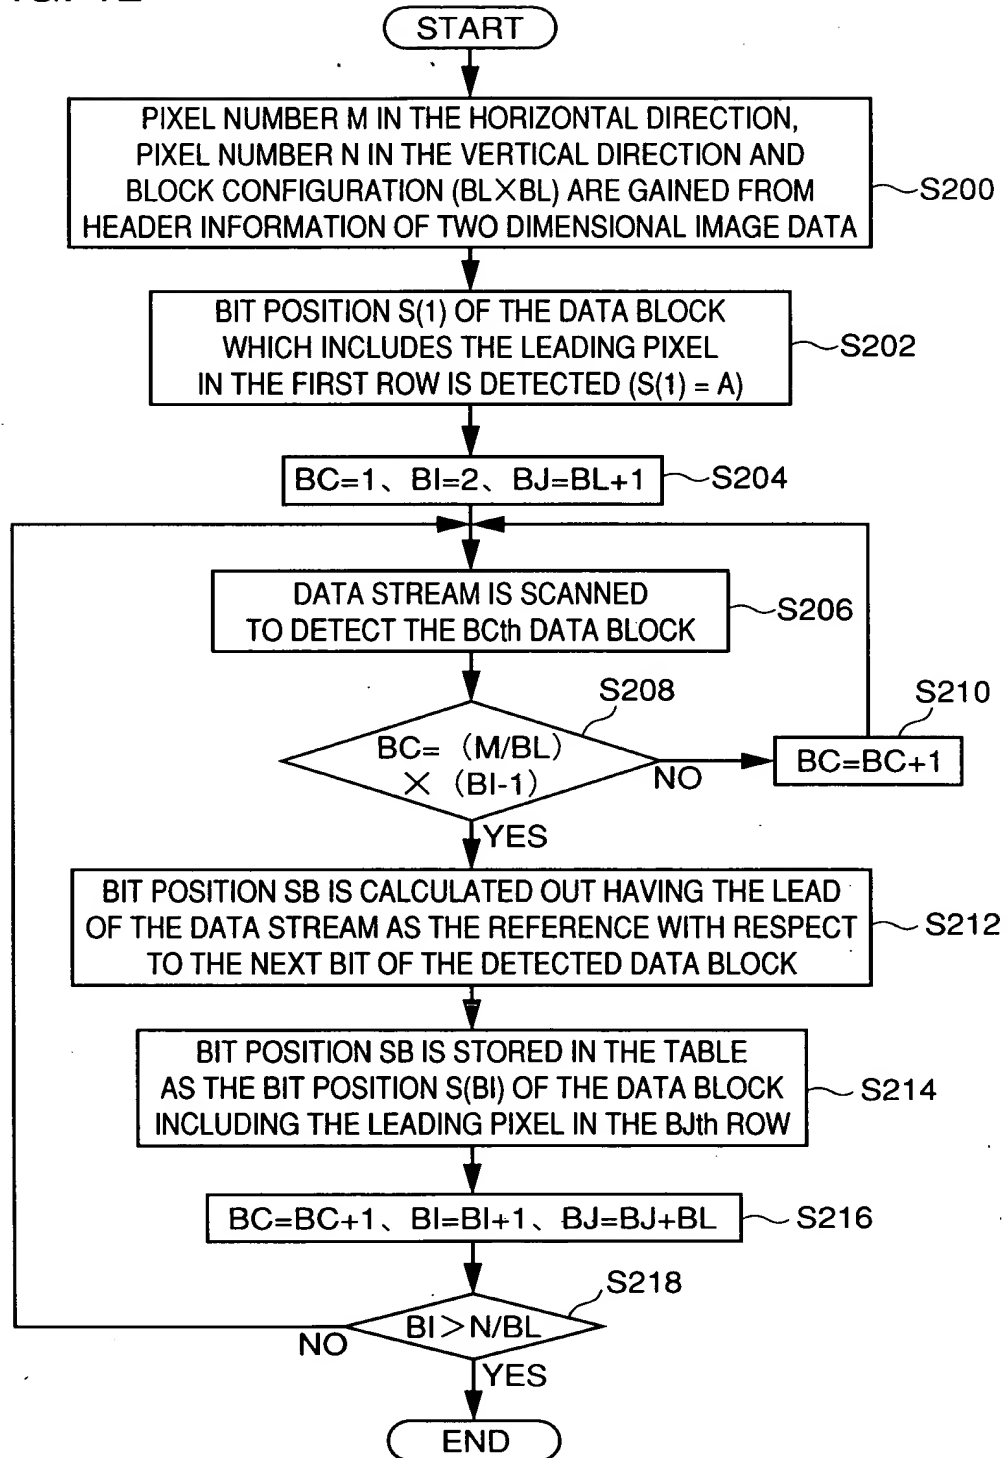 START
PIXEL NUMBER M IN THE HORIZONTAL DIRECTION,
PIXEL NUMBER N IN THE VERTICAL DIRECTION AND
BLOCK CONFIGURATION (BL×BL) ARE GAINED FROM
HEADER INFORMATION OF TWO DIMENSIONAL IMAGE DATA
S200
BIT POSITION S(1) OF THE DATA BLOCK
WHICH INCLUDES THE LEADING PIXEL
IN THE FIRST ROW IS DETECTED (S(1) = A)
S202
BC=1、BI=2、BJ=BL+1
S204
DATA STREAM IS SCANNED
TO DETECT THE BCth DATA BLOCK
S206
S208
BC= (M/BL)
× (BI-1)
NO
S210
BC=BC+1
YES
BIT POSITION SB IS CALCULATED OUT HAVING THE LEAD
OF THE DATA STREAM AS THE REFERENCE WITH RESPECT
TO THE NEXT BIT OF THE DETECTED DATA BLOCK
S212
BIT POSITION SB IS STORED IN THE TABLE
AS THE BIT POSITION S(BI) OF THE DATA BLOCK
INCLUDING THE LEADING PIXEL IN THE BJth ROW
S214
BC=BC+1、BI=BI+1、BJ=BJ+BL
S216
S218
BI>N/BL
NO
YES
END